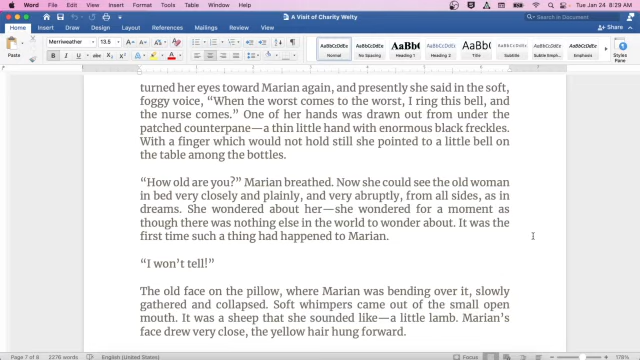 Word File Edit View Insert Format Tools Table Window Help
Tue Jan 24 8:29 AM
A Visit of Charity Welty
Search in Document
Home Insert Draw Design Layout References Mailings Review View
Share
Merriweather 13.5
AaBbCcDdEe AaBbCcDdEe AaBbC AaBbCcDdEe AaBbC AaBbCcDdEe AaBbCcDdEe AaBbCcDdEe
Normal No Spacing Heading 1 Heading 2 Title Subtitle Subtle Emph... Emphasis
Paste
Styles
Pane
turned her eyes toward Marian again, and presently she said in the soft,
foggy voice, “When the worst comes to the worst, I ring this bell, and
the nurse comes.” One of her hands was drawn out from under the
patched counterpane—a thin little hand with enormous black freckles.
With a finger which would not hold still she pointed to a little bell on
the table among the bottles.
“How old are you?” Marian breathed. Now she could see the old woman
in bed very closely and plainly, and very abruptly, from all sides, as in
dreams. She wondered about her—she wondered for a moment as
though there was nothing else in the world to wonder about. It was the
first time such a thing had happened to Marian.
“I won’t tell!”
The old face on the pillow, where Marian was bending over it, slowly
gathered and collapsed. Soft whimpers came out of the small open
mouth. It was a sheep that she sounded like—a little lamb. Marian’s
face drew very close, the yellow hair hung forward.
Page 7 of 8 2276 words
Focus
178%